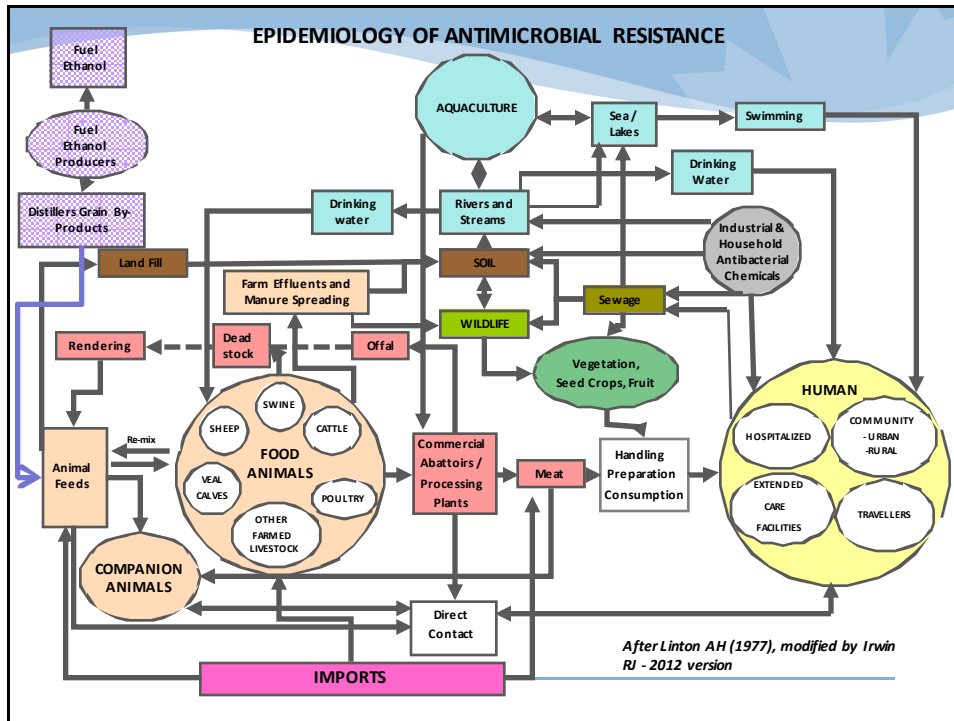 EPIDEMIOLOGY OF ANTIMICROBIAL RESISTANCE
Fuel
Ethanol
Fuel
Ethanol
Producers
Distillers Grain By-
Products
AQUACULTURE
Sea /
Lakes
Swimming
Drinking
Water
Drinking
water
Rivers and
Streams
Industrial &
Household
Antibacterial
Chemicals
Land Fill
SOIL
Farm Effluents and
Manure Spreading
Sewage
WILDLIFE
Rendering
Dead
stock
Offal
Vegetation,
Seed Crops, Fruit
HUMAN
HOSPITALIZED
COMMUNITY
- URBAN
-RURAL
EXTENDED
CARE
FACILITIES
TRAVELLERS
SWINE
SHEEP
CATTLE
FOOD
ANIMALS
VEAL
CALVES
POULTRY
OTHER
FARMED
LIVESTOCK
Re-mix
Animal
Feeds
Commercial
Abattoirs /
Processing
Plants
Meat
Handling
Preparation
Consumption
COMPANION
ANIMALS
Direct
Contact
IMPORTS
After Linton AH (1977), modified by Irwin
RJ - 2012 version